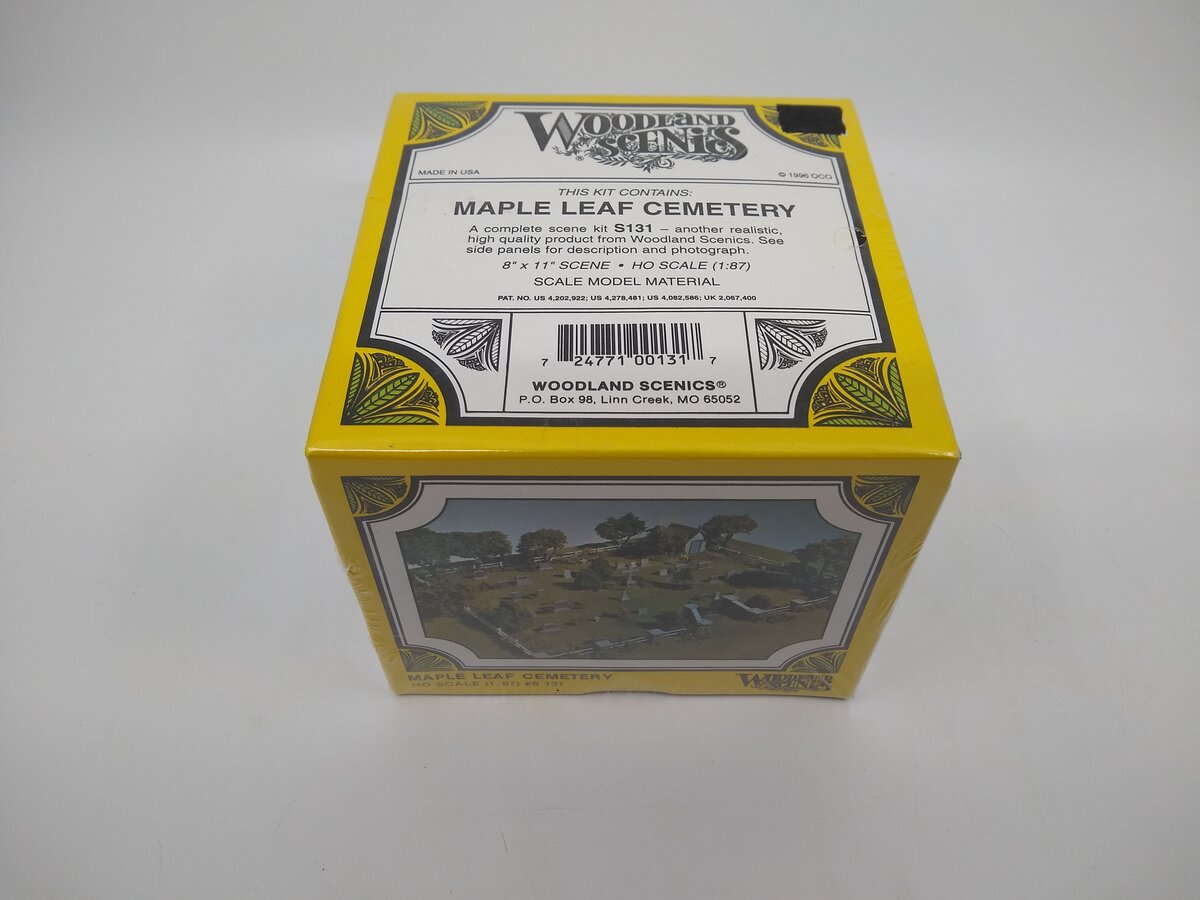 WOODLAND
SCENICS
®
MADE IN USA
© 1996 OCO
THIS KIT CONTAINS:
MAPLE LEAF CEMETERY
A complete scene kit S131 – another realistic,
high quality product from Woodland Scenics. See
side panels for description and photograph.
8" x 11" SCENE • HO SCALE (1:87)
SCALE MODEL MATERIAL
PAT. NO. US 4,202,922; US 4,278,481; US 4,082,586; UK 2,067,400
7 24771 00131 7
WOODLAND SCENICS®
P.O. Box 98, Linn Creek, MO 65052
MAPLE LEAF CEMETERY
HO SCALE (1:87) #S 131
WOODLAND
SCENICS